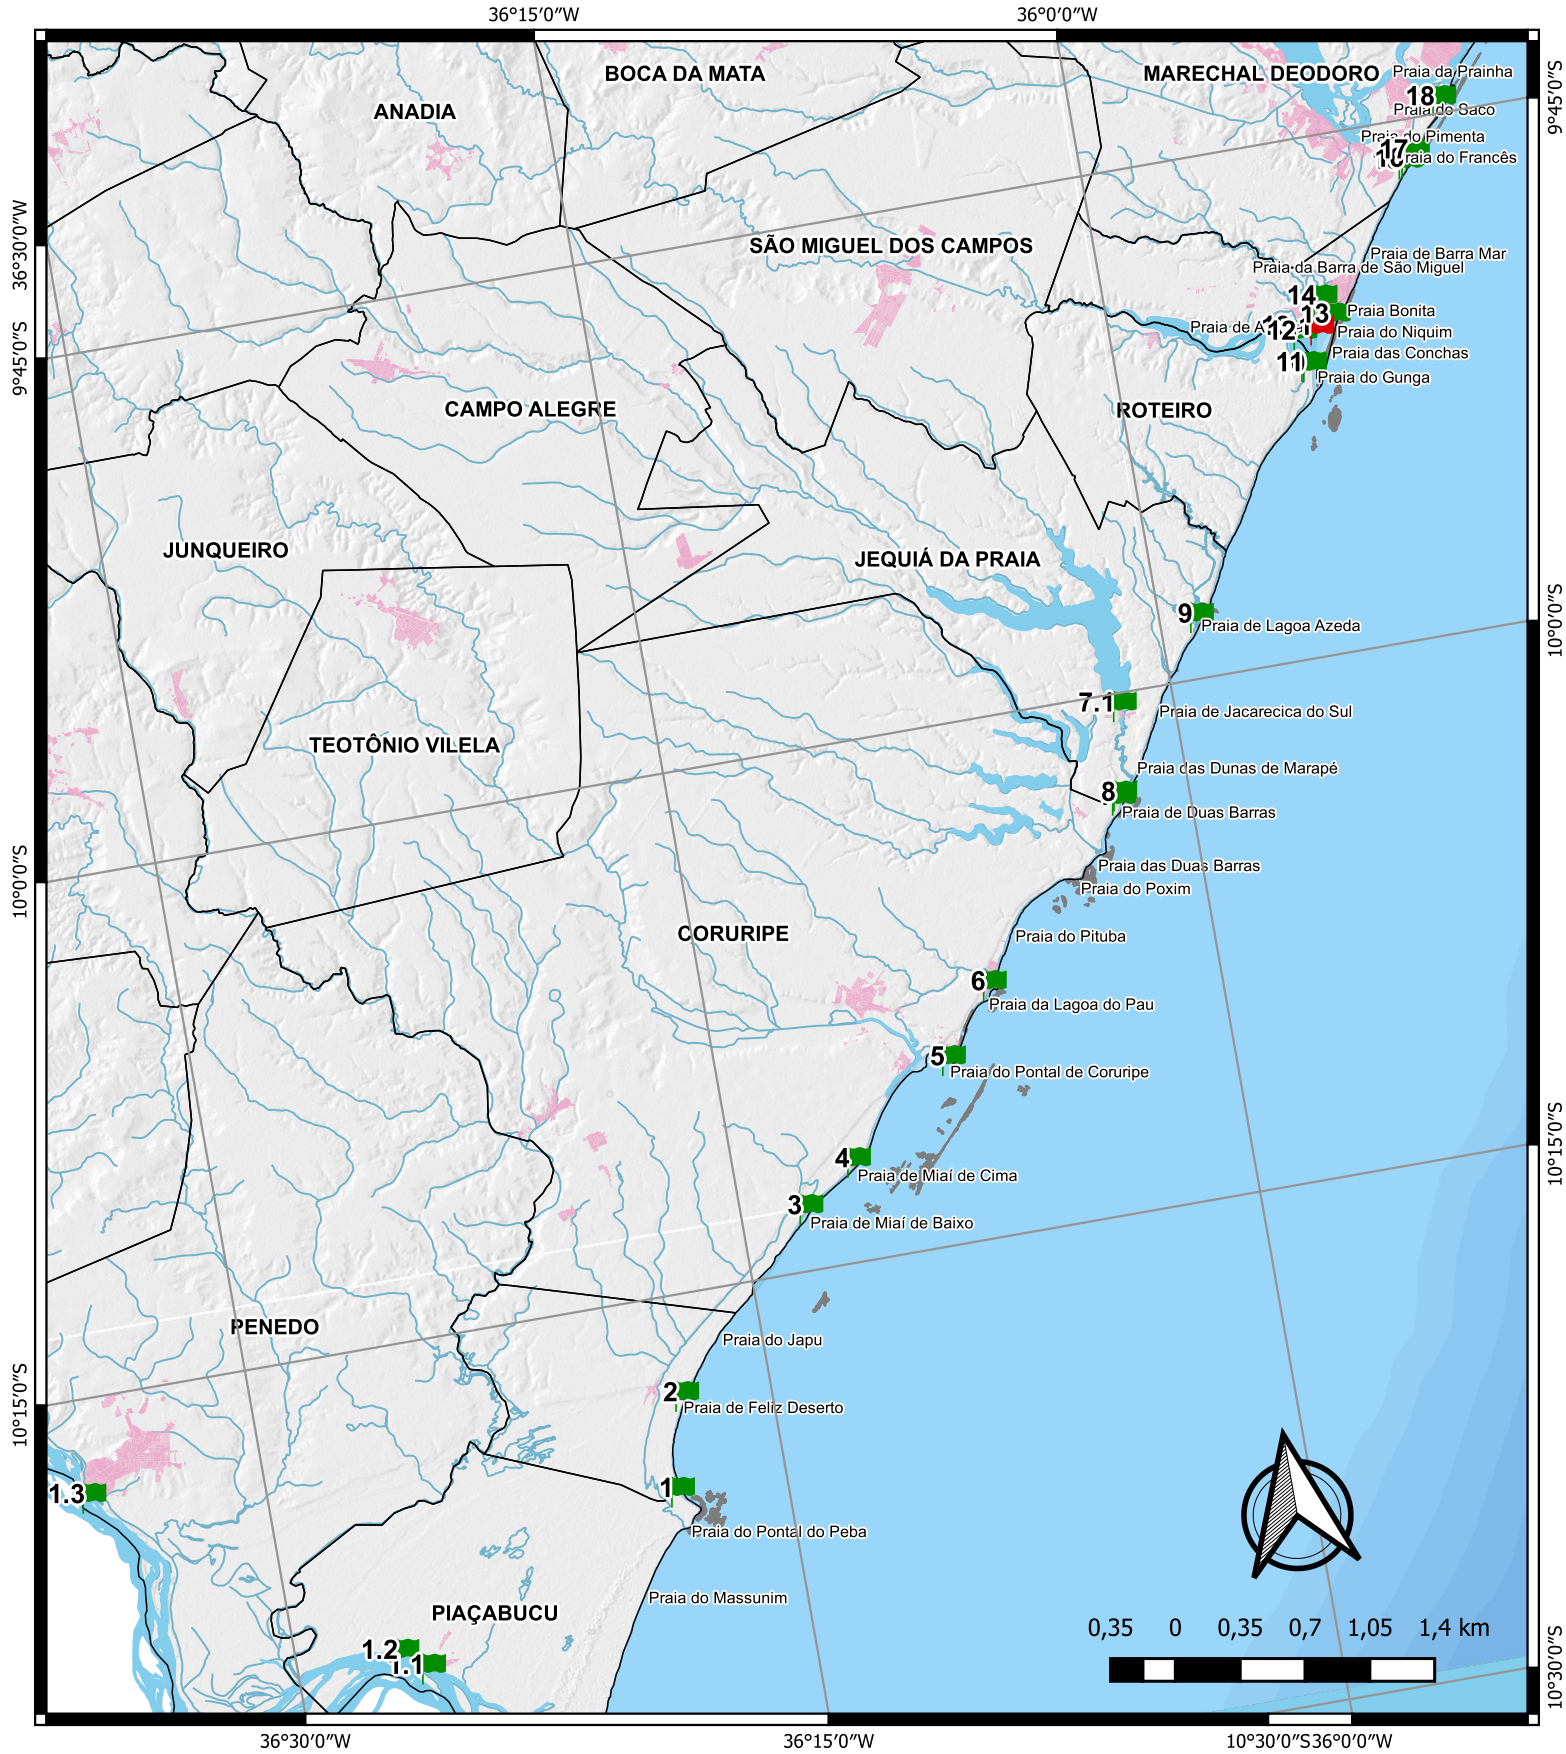 36°15'0"W
36°0'0"W
BOCA DA MATA
MARECHAL DEODORO
Praia da Prainha
ANADIA
18
Praia do Saco
9°45'0"S
Praia do Pimenta
17
Praia do Francês
36°30'0"W
SÃO MIGUEL DOS CAMPOS
Praia de Barra Mar
Praia da Barra de São Miguel
14
13
Praia Bonita
Praia de
12
Praia do Niquim
9°45'0"S
Praia das Conchas
11
Praia do Gunga
CAMPO ALEGRE
ROTEIRO
JUNQUEIRO
JEQUIÁ DA PRAIA
9
Praia de Lagoa Azeda
10°0'0"S
7.1
Praia de Jacarecica do Sul
TEOTÔNIO VILELA
Praia das Dunas de Marapé
8
Praia de Duas Barras
Praia das Duas Barras
10°0'0"S
Praia do Poxim
CORURIPE
Praia do Pituba
6
Praia da Lagoa do Pau
5
Praia do Pontal de Coruripe
10°15'0"S
4
Praia de Miaí de Cima
3
Praia de Miaí de Baixo
PENEDO
Praia do Japu
2
Praia de Feliz Deserto
10°15'0"S
1.3
1
Praia do Pontal do Peba
Praia do Massunim
PIAÇABUCU
1.2
1.1
0,35 0 0,35 0,7 1,05 1,4 km
10°30'0"S
36°30'0"W
36°15'0"W
10°30'0"S
36°0'0"W